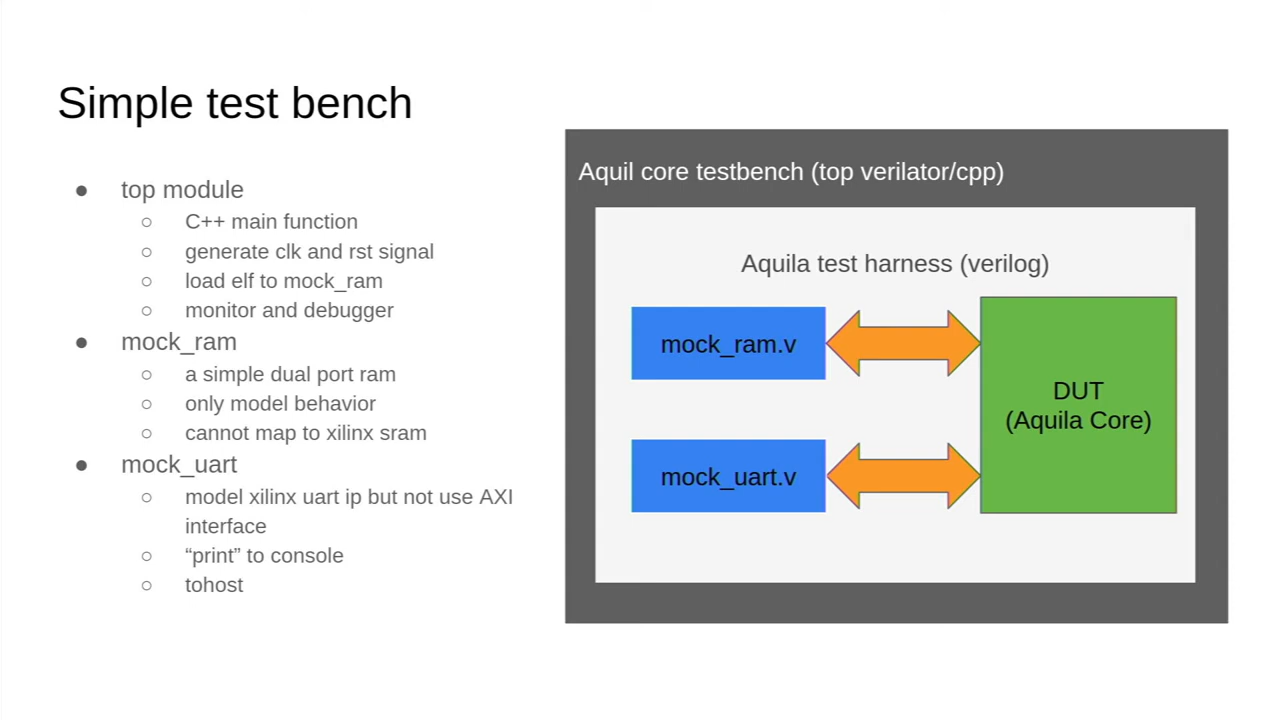 Simple test bench
● top module
○ C++ main function
○ generate clk and rst signal
○ load elf to mock_ram
○ monitor and debugger
● mock_ram
○ a simple dual port ram
○ only model behavior
○ cannot map to xilinx sram
● mock_uart
○ model xilinx uart ip but not use AXI
interface
○ “print” to console
○ tohost
Aquil core testbench (top verilator/cpp)
Aquila test harness (verilog)
mock_ram.v
mock_uart.v
DUT
(Aquila Core)